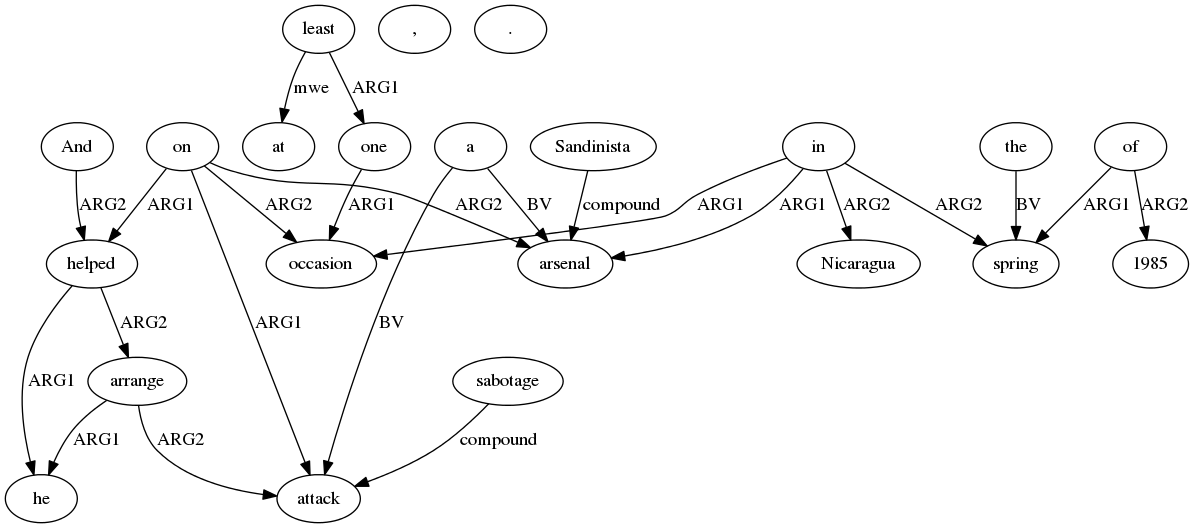 least , .
mwe ARG1
And on at one a Sandinista in the of
ARG2 ARG1 ARG2 ARG1 ARG2 BV compound ARG1 ARG1 ARG2 ARG2 BV ARG1 ARG2
helped occasion arsenal Nicaragua spring 1985
ARG2 ARG1 BV
ARG1 arrange sabotage
ARG1 ARG2 compound
he attack